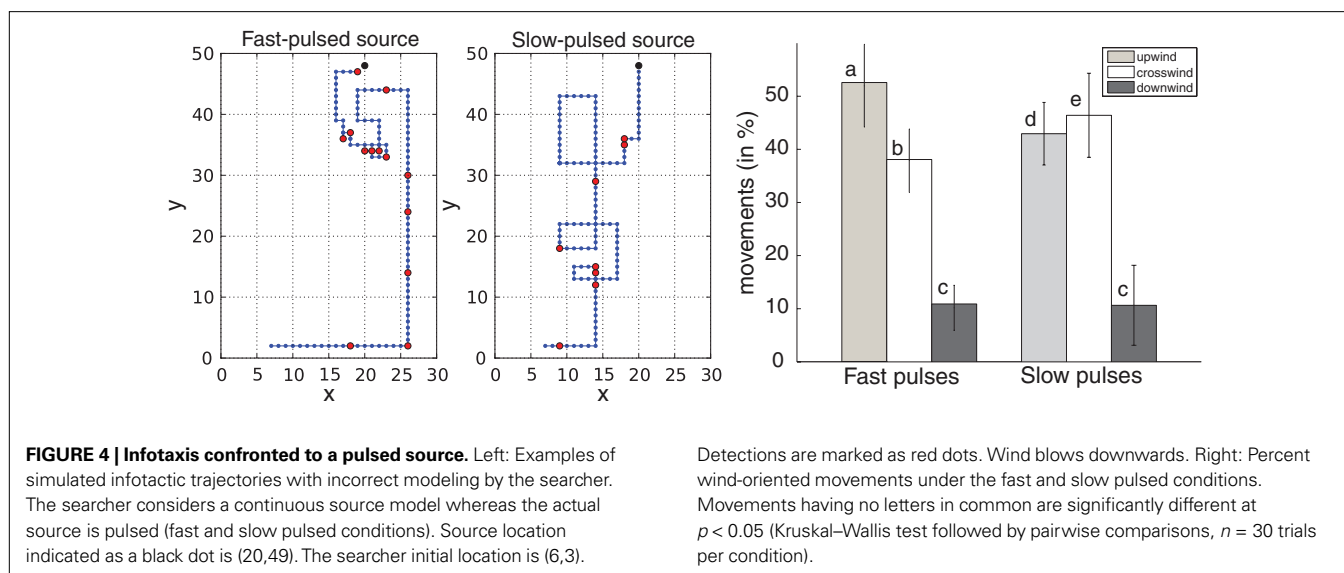 Fast-pulsed source
50
40
30
20
10
0
y
0 5 10 15 20 25 30
x
Slow-pulsed source
50
40
30
20
10
0
y
0 5 10 15 20 25 30
x
movements (in %)
50
40
30
20
10
0
a
b
c
d
e
c
upwind
crosswind
downwind
Fast pulses Slow pulses
FIGURE 4 | Infotaxis confronted to a pulsed source. Left: Examples of
simulated infotactic trajectories with incorrect modeling by the searcher.
The searcher considers a continuous source model whereas the actual
source is pulsed (fast and slow pulsed conditions). Source location
indicated as a black dot is (20,49). The searcher initial location is (6,3).
Detections are marked as red dots. Wind blows downwards. Right: Percent
wind-oriented movements under the fast and slow pulsed conditions.
Movements having no letters in common are significantly different at
p < 0.05 (Kruskal–Wallis test followed by pairwise comparisons, n = 30 trials
per condition).